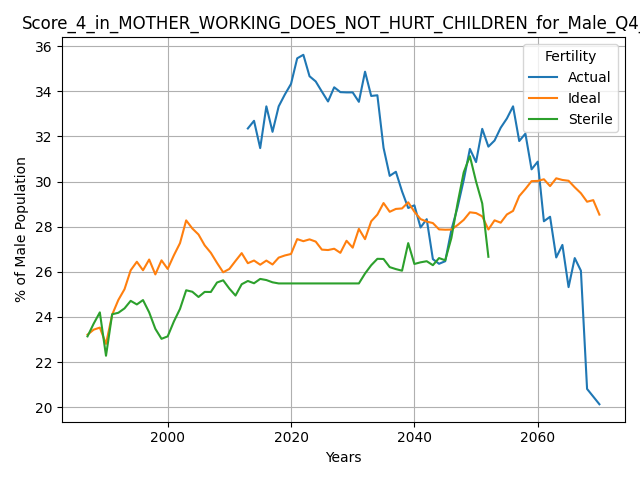 Score_4_in_MOTHER_WORKING_DOES_NOT_HURT_CHILDREN_for_Male_Q4_
Fertility
Actual
Ideal
Sterile
% of Male Population
36
34
32
30
28
26
24
22
20
2000 2020 2040 2060
Years